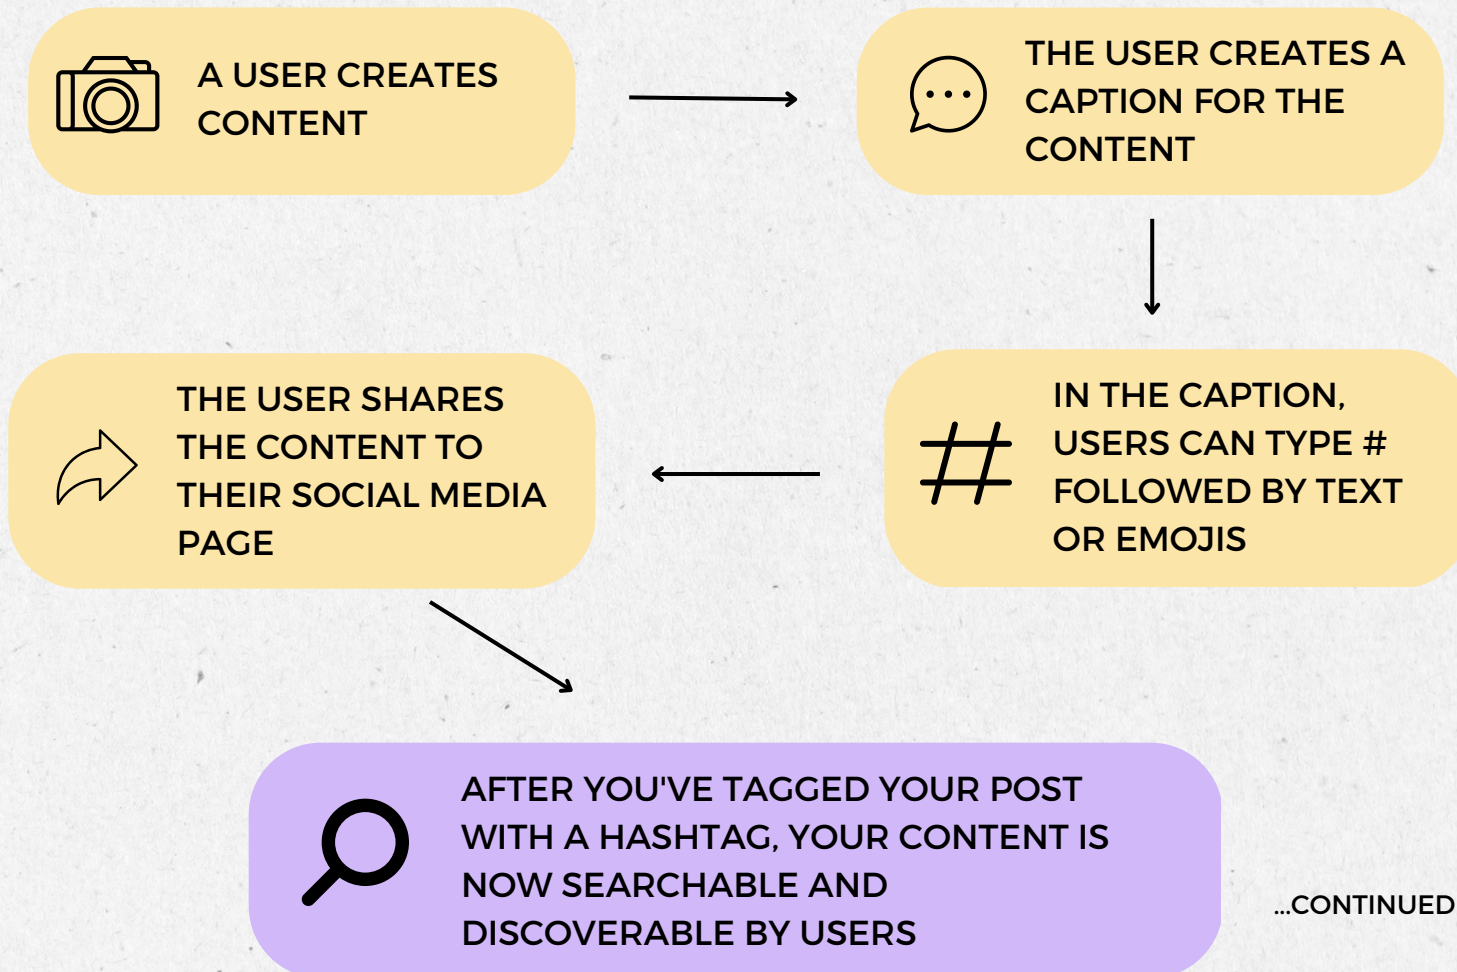 A USER CREATES
CONTENT
THE USER CREATES A
CAPTION FOR THE
CONTENT
IN THE CAPTION,
USERS CAN TYPE #
FOLLOWED BY TEXT
OR EMOJIS
THE USER SHARES
THE CONTENT TO
THEIR SOCIAL MEDIA
PAGE
AFTER YOU'VE TAGGED YOUR POST
WITH A HASHTAG, YOUR CONTENT IS
NOW SEARCHABLE AND
DISCOVERABLE BY USERS
...CONTINUED